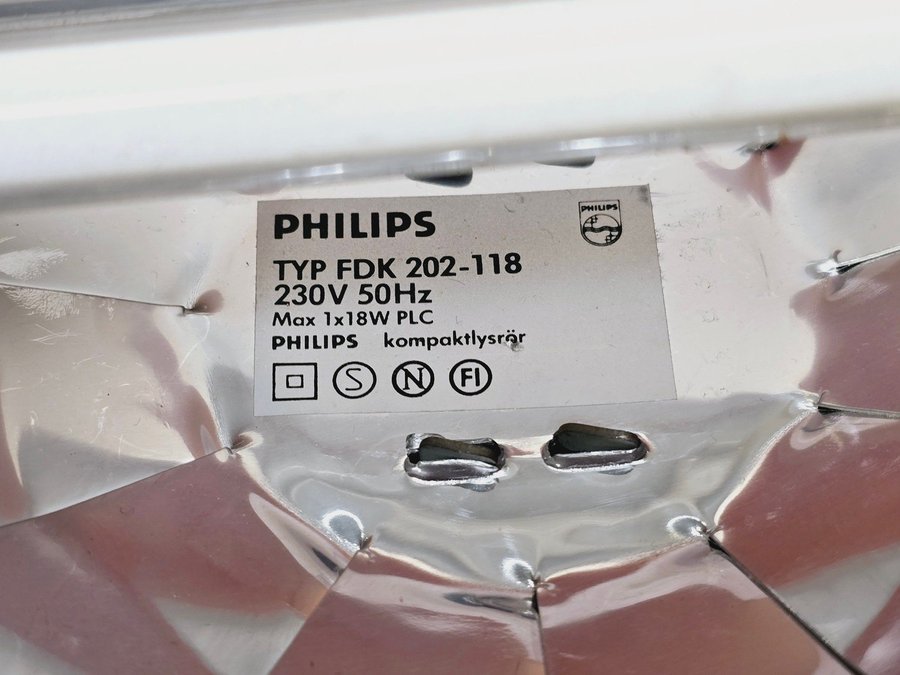 PHILIPS
PHILIPS
TYP FDK 202-118
230V 50Hz
Max 1x18W PLC
PHILIPS kompaktlysrör
S N FI